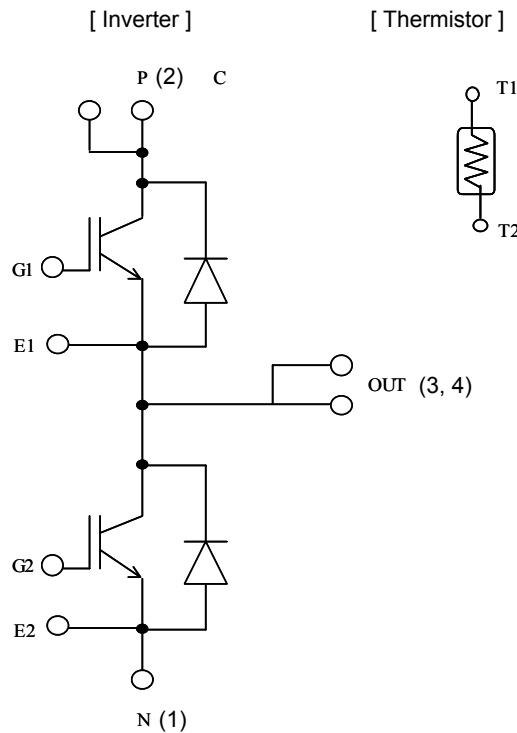 [ Inverter ]
[ Thermistor ]
P (2) C
T1
T2
G1
E1
OUT (3, 4)
G2
E2
N (1)